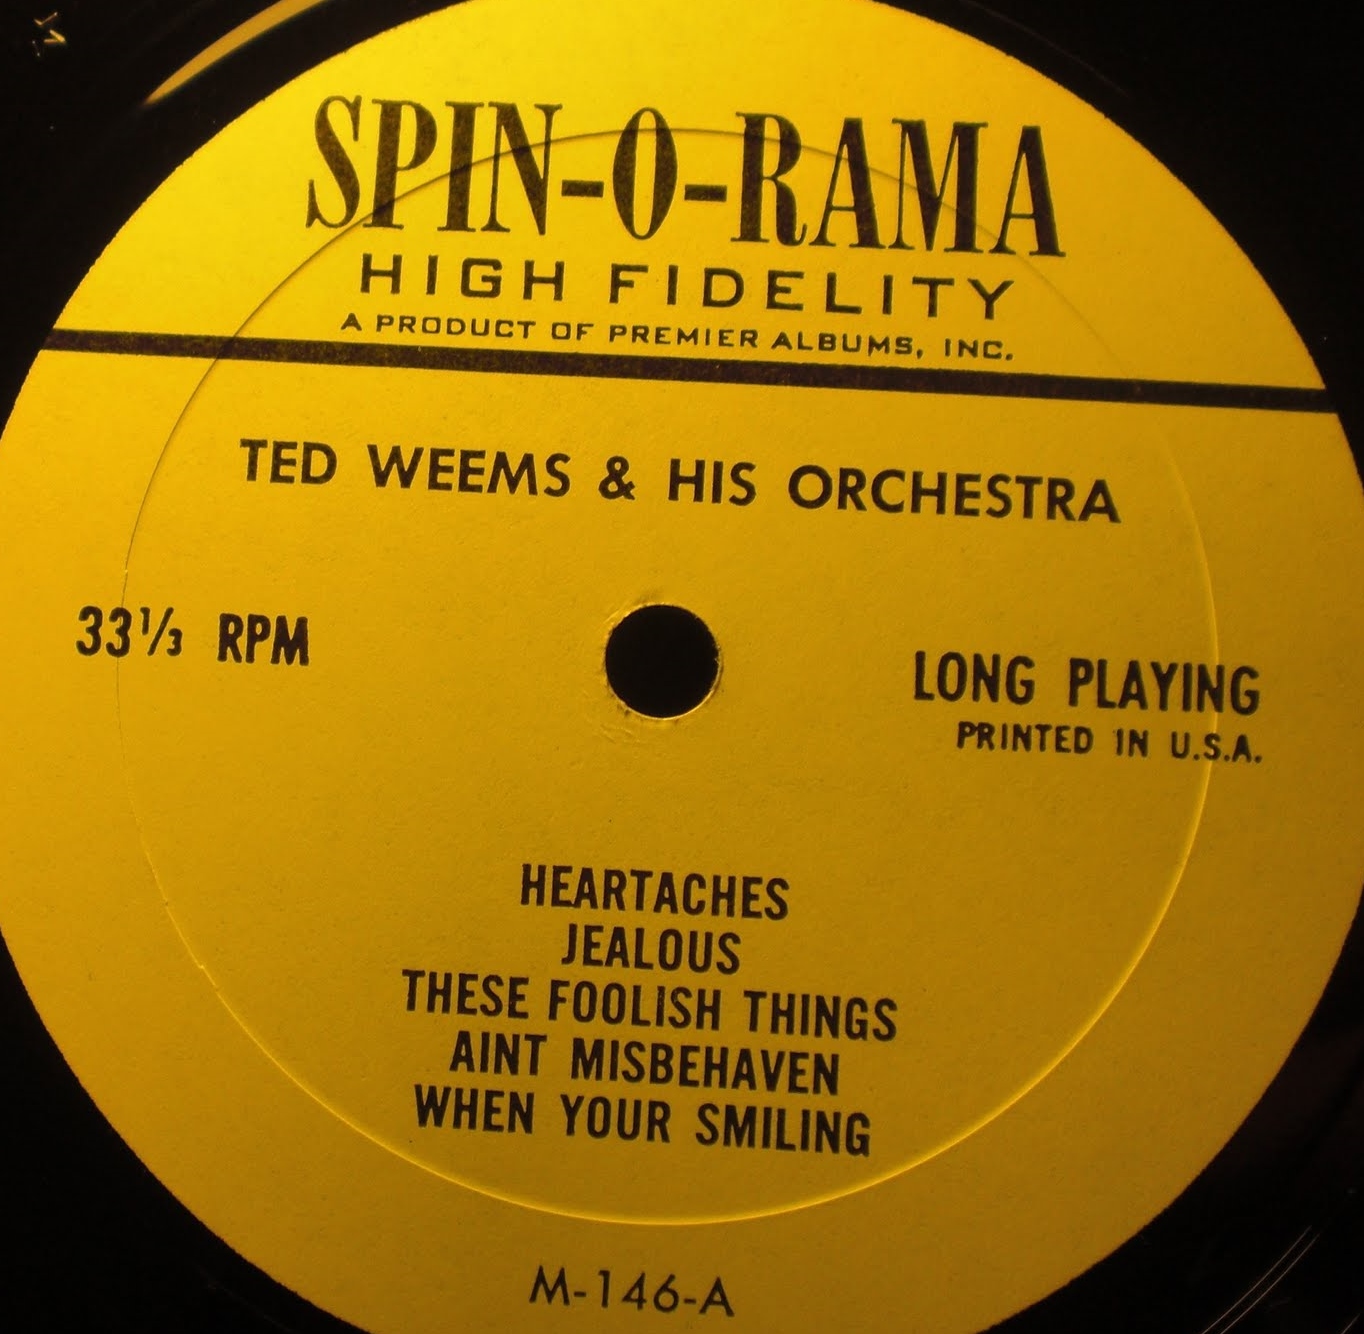 SPIN-O-RAMA
HIGH FIDELITY
A PRODUCT OF PREMIER ALBUMS, INC.
TED WEEMS & HIS ORCHESTRA
33⅓ RPM
LONG PLAYING
PRINTED IN U.S.A.
HEARTACHES
JEALOUS
THESE FOOLISH THINGS
AINT MISBEHAVEN
WHEN YOUR SMILING
M-146-A